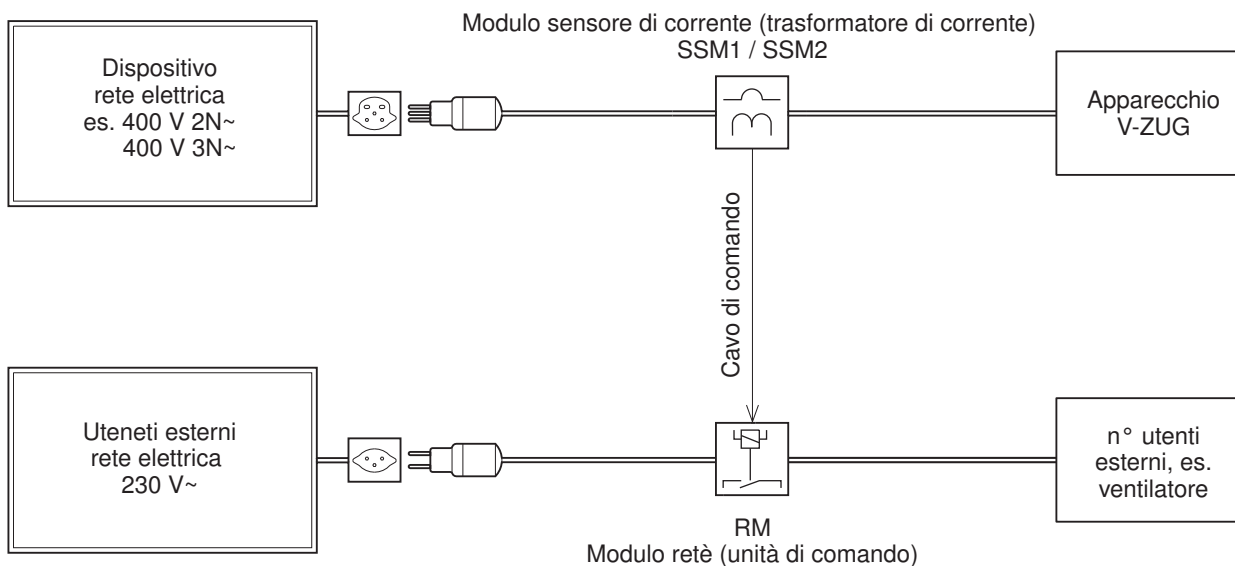 Modulo sensore di corrente (trasformatore di corrente)
SSM1 / SSM2
Dispositivo
rete elettrica
es. 400 V 2N~
400 V 3N~
Apparecchio
V-ZUG
Cavo di comando
Uteneti esterni
rete elettrica
230 V~
n° utenti
esterni, es.
ventilatore
RM
Modulo retè (unità di comando)